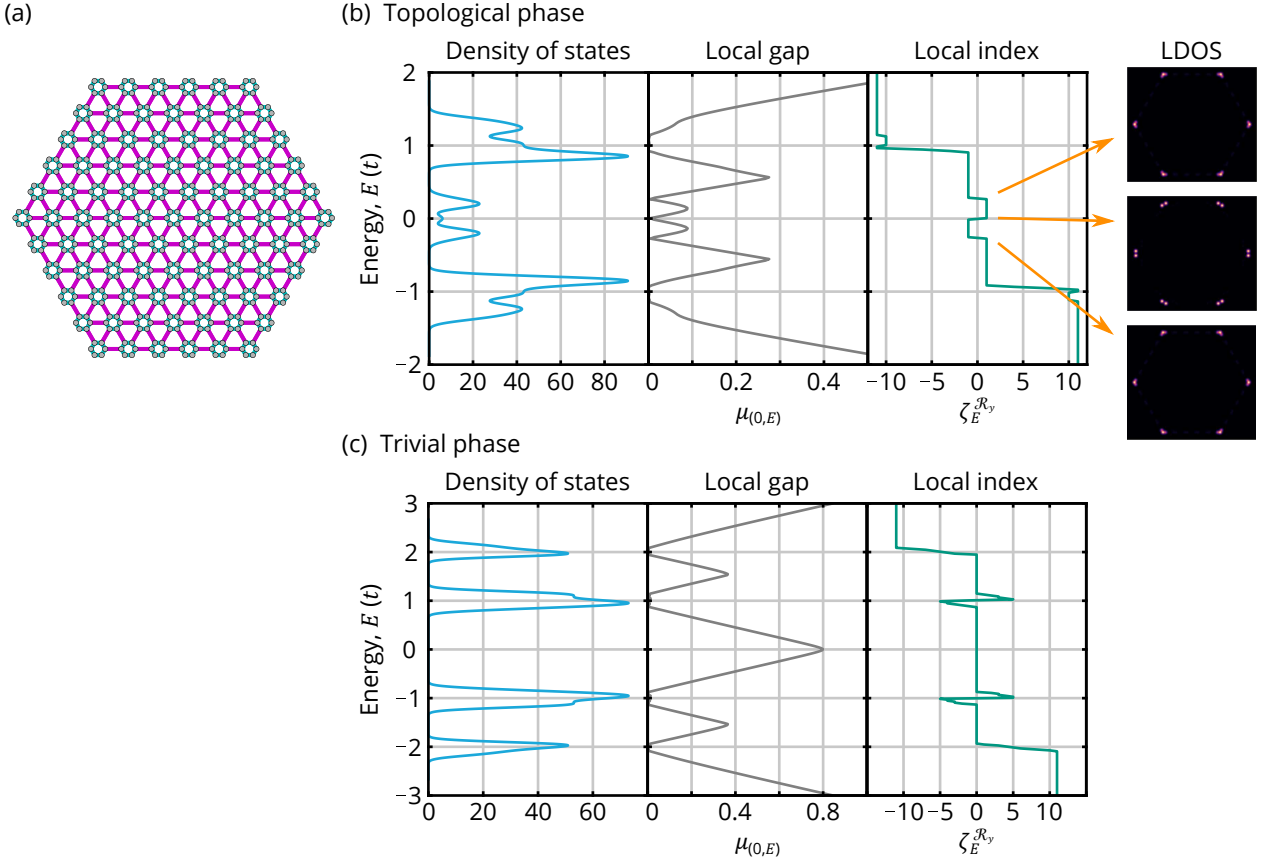 (a)
(b) Topological phase
Density of states
Local gap
Local index
LDOS
Energy, E (t)
2
1
0
−1
−2
0 20 40 60 80
0 0.2 0.4
−10 −5 0 5 10
μ(0,E)
ζ_E^ℛy
(c) Trivial phase
Density of states
Local gap
Local index
Energy, E (t)
3
2
1
0
−1
−2
−3
0 20 40 60
0 0.4 0.8
−10 −5 0 5 10
μ(0,E)
ζ_E^ℛy